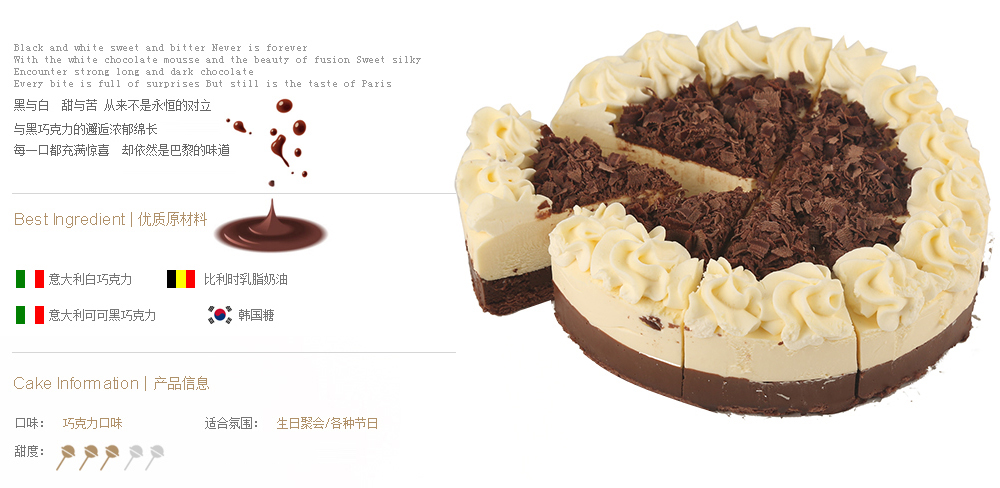 Black and white sweet and bitter Never is forever
With the white chocolate mousse and the beauty of fusion Sweet silky
Encounter strong long and dark chocolate
Every bite is full of surprises But still is the taste of Paris
黑与白 甜与苦 从来不是永恒的对立
与黑巧克力的邂逅浓郁绵长
每一口都充满惊喜 却依然是巴黎的味道
Best Ingredient | 优质原材料
意大利白巧克力 比利时乳脂奶油
意大利可可黑巧克力 韩国糖
Cake Information | 产品信息
口味： 巧克力口味 适合氛围： 生日聚会/各种节日
甜度：